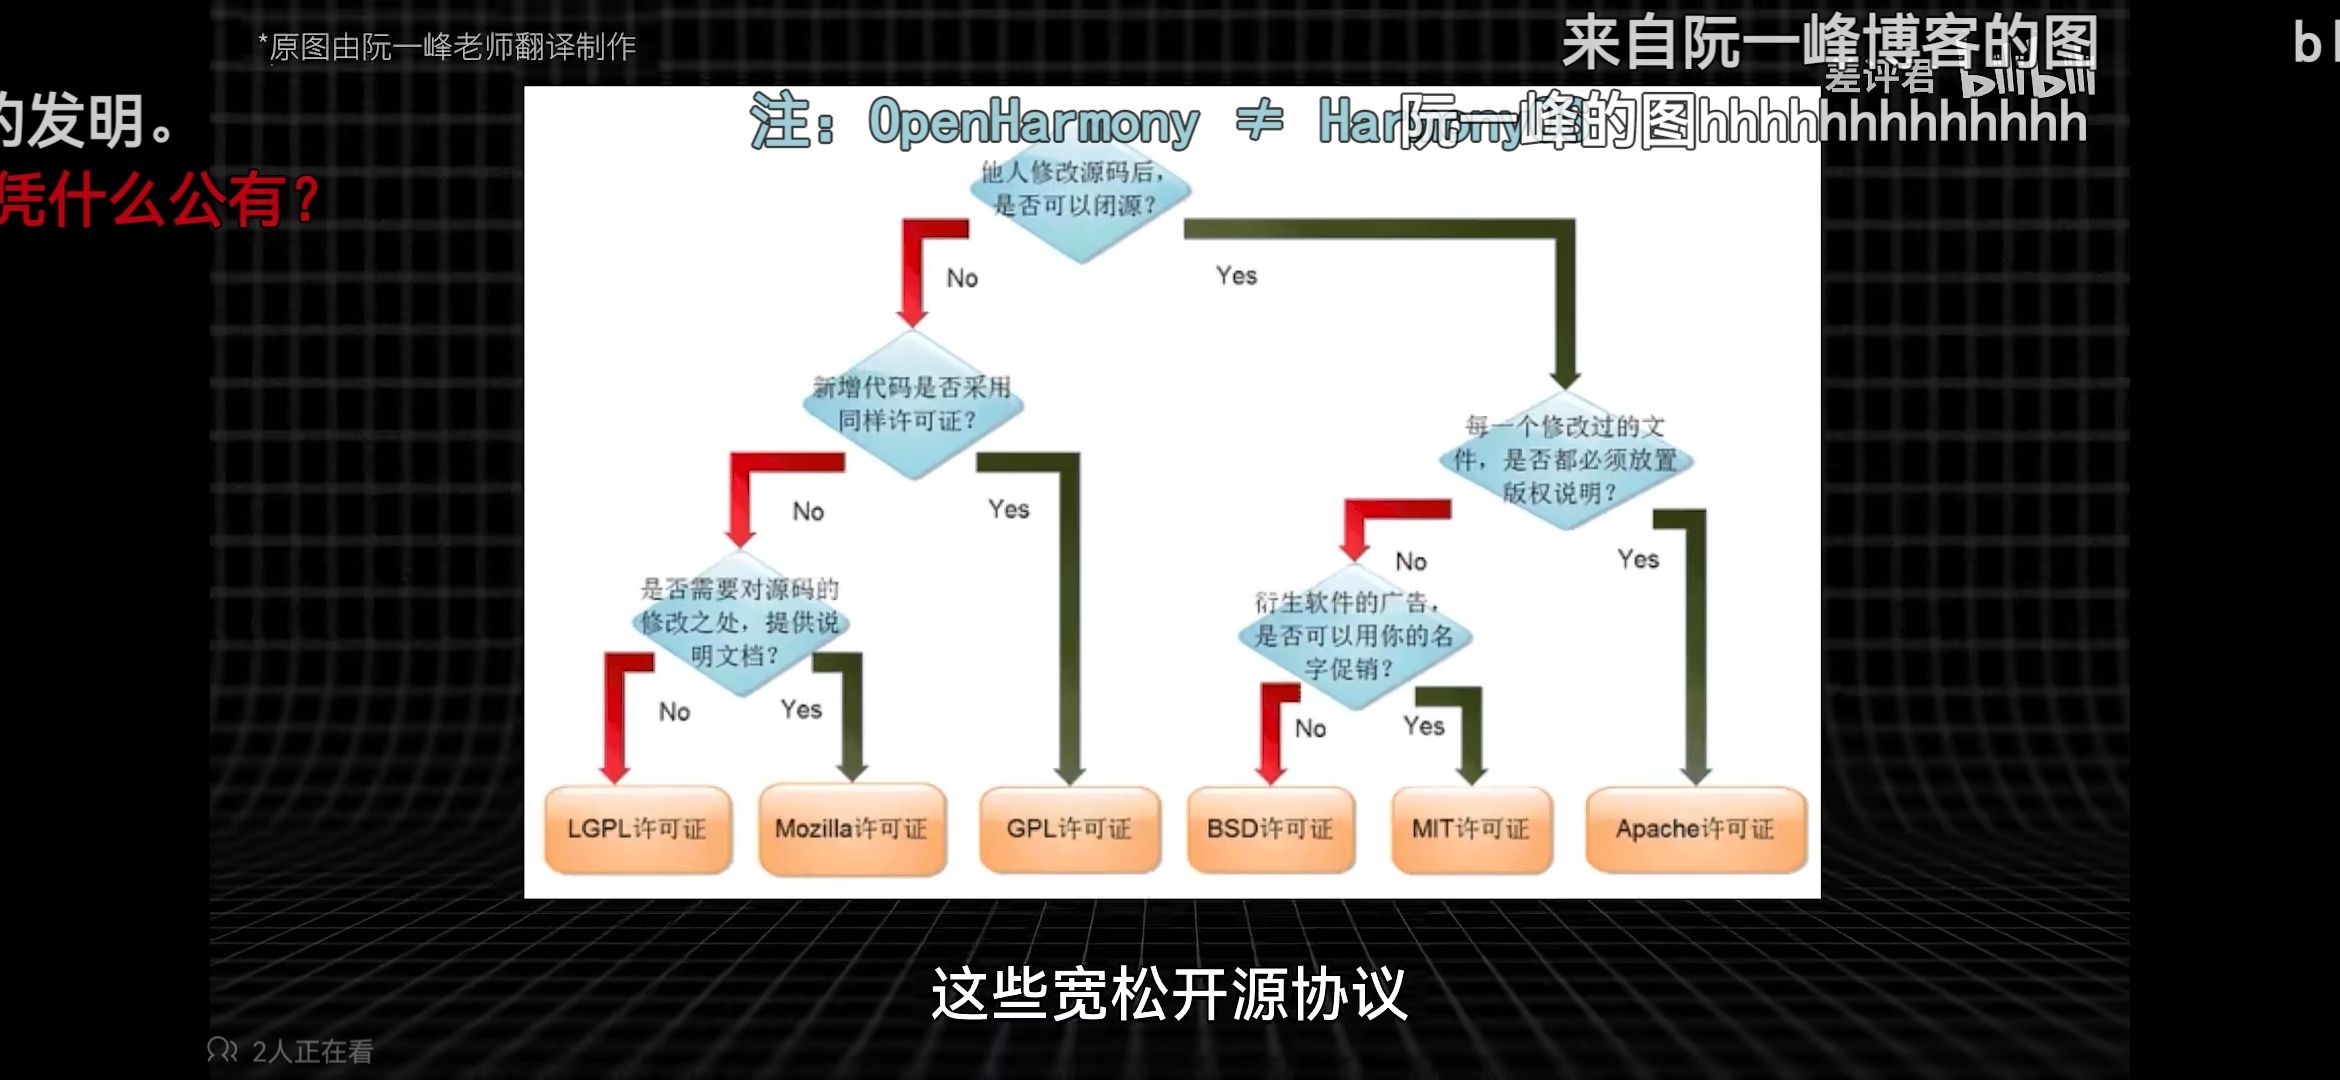 *原图由阮一峰老师翻译制作
来自阮一峰博客的图
差评君 bilibili
的发明。
注：OpenHarmony ≠
阮一峰的图hhhhhhhhhhhhh
凭什么公有？
他人修改源码后，
是否可以闭源？
No
Yes
新增代码是否采用
同样许可证？
每一个修改过的文
件，是否都必须放置
版权说明？
No
Yes
No
Yes
是否需要对源码的
修改之处，提供说
明文档？
衍生软件的广告，
是否可以用你的名
字促销？
No
Yes
No
Yes
LGPL许可证
Mozilla许可证
GPL许可证
BSD许可证
MIT许可证
Apache许可证
这些宽松开源协议
2人正在看